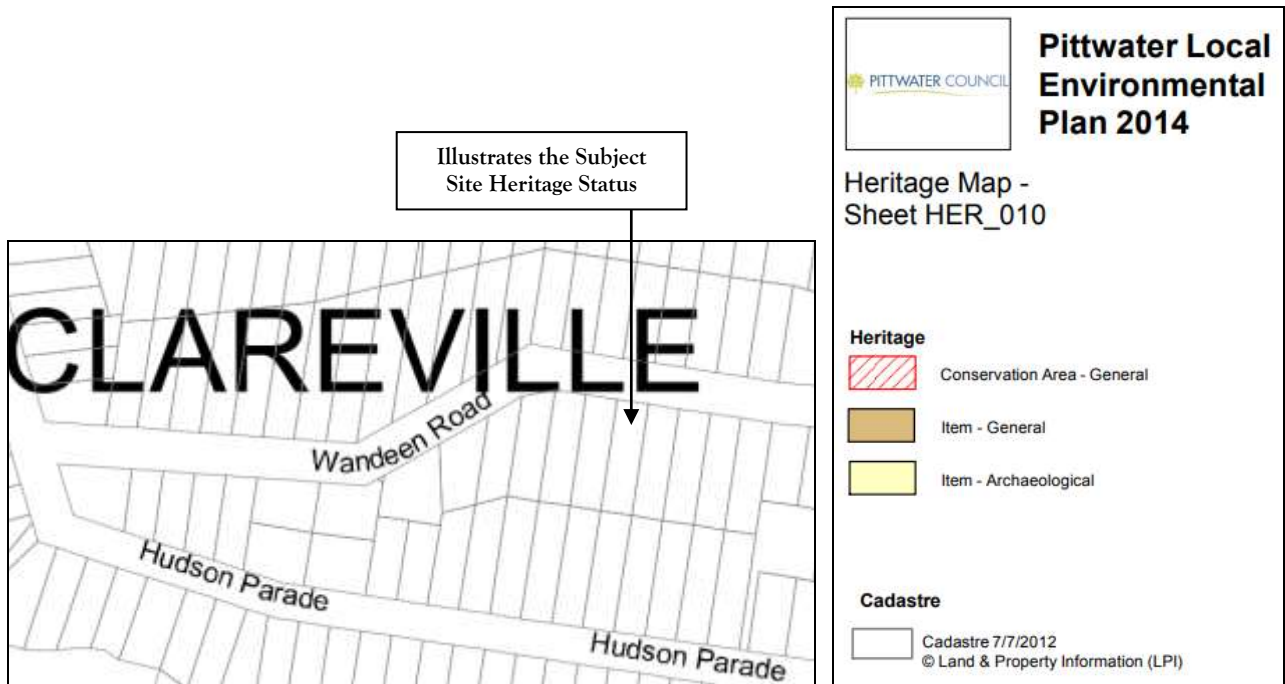 Illustrates the Subject
Site Heritage Status
CLAREVILLE
Wandeen Road
Hudson Parade
Hudson Parade
PITTWATER COUNCIL
Pittwater Local
Environmental
Plan 2014
Heritage Map -
Sheet HER_010
Heritage
Conservation Area - General
Item - General
Item - Archaeological
Cadastre
Cadastre 7/7/2012
© Land & Property Information (LPI)